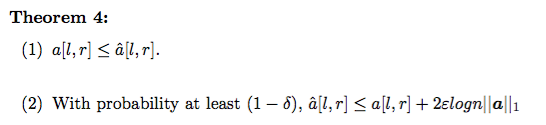 Theorem 4:
(1) a[l, r] ≤ â[l, r].
(2) With probability at least (1 − δ), â[l, r] ≤ a[l, r] + 2εlogn||a||₁